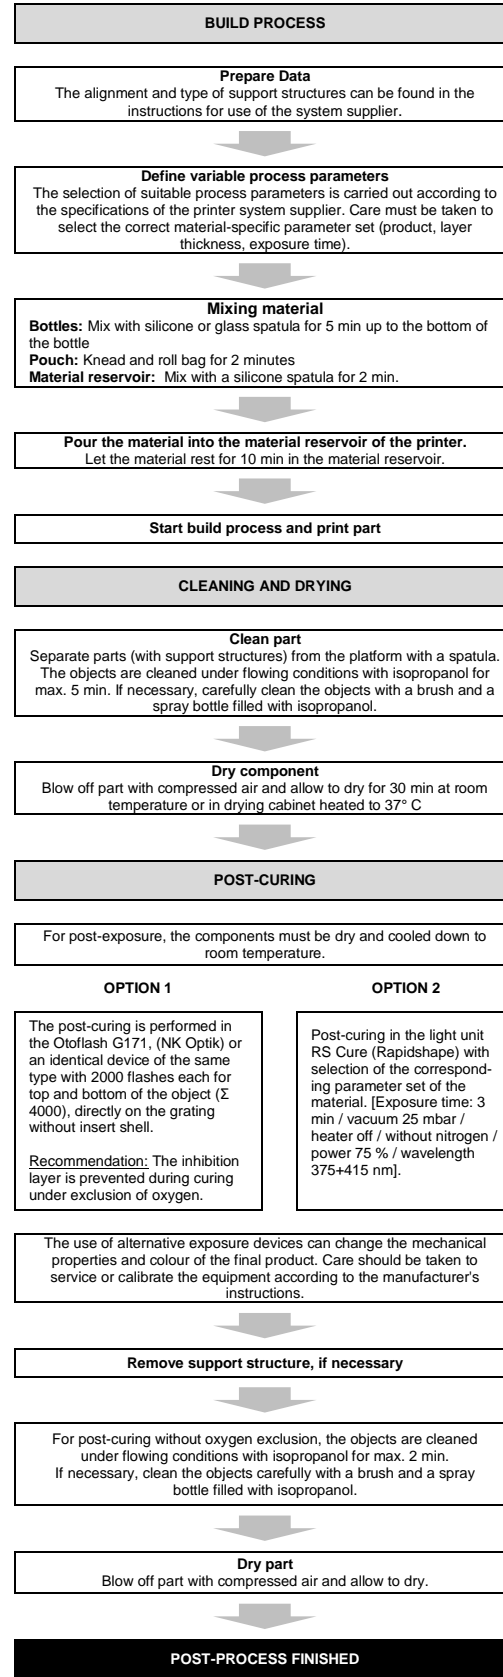 BUILD PROCESS
Prepare Data
The alignment and type of support structures can be found in the
instructions for use of the system supplier.
Define variable process parameters
The selection of suitable process parameters is carried out according to
the specifications of the printer system supplier. Care must be taken to
select the correct material-specific parameter set (product, layer
thickness, exposure time).
Mixing material
Bottles: Mix with silicone or glass spatula for 5 min up to the bottom of
the bottle
Pouch: Knead and roll bag for 2 minutes
Material reservoir: Mix with a silicone spatula for 2 min.
Pour the material into the material reservoir of the printer.
Let the material rest for 10 min in the material reservoir.
Start build process and print part
CLEANING AND DRYING
Clean part
Separate parts (with support structures) from the platform with a spatula.
The objects are cleaned under flowing conditions with isopropanol for
max. 5 min. If necessary, carefully clean the objects with a brush and a
spray bottle filled with isopropanol.
Dry component
Blow off part with compressed air and allow to dry for 30 min at room
temperature or in drying cabinet heated to 37° C
POST-CURING
For post-exposure, the components must be dry and cooled down to
room temperature.
OPTION 1
The post-curing is performed in
the Otoflash G171, (NK Optik) or
an identical device of the same
type with 2000 flashes each for
top and bottom of the object (Σ
4000), directly on the grating
without insert shell.
Recommendation: The inhibition
layer is prevented during curing
under exclusion of oxygen.
OPTION 2
Post-curing in the light unit
RS Cure (Rapidshape) with
selection of the correspond-
ing parameter set of the
material. [Exposure time: 3
min / vacuum 25 mbar /
heater off / without nitrogen /
power 75 % / wavelength
375+415 nm].
The use of alternative exposure devices can change the mechanical
properties and colour of the final product. Care should be taken to
service or calibrate the equipment according to the manufacturer's
instructions.
Remove support structure, if necessary
For post-curing without oxygen exclusion, the objects are cleaned
under flowing conditions with isopropanol for max. 2 min.
If necessary, clean the objects carefully with a brush and a spray
bottle filled with isopropanol.
Dry part
Blow off part with compressed air and allow to dry.
POST-PROCESS FINISHED